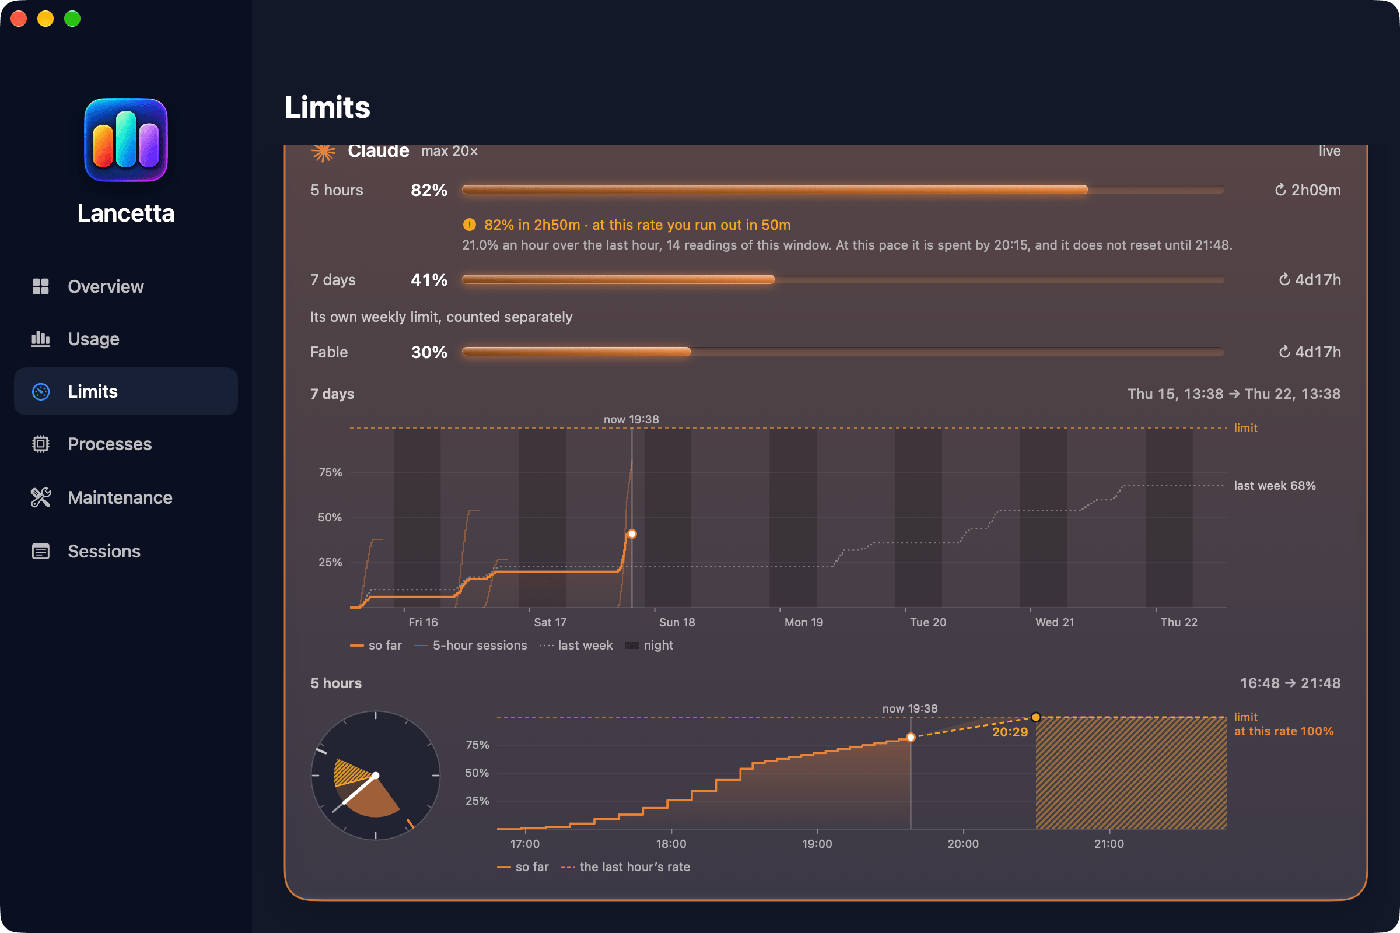 Limits
Lancetta
Overview
Usage
Limits
Processes
Maintenance
Sessions
Claude max 20× live
5 hours 82% 2h09m
82% in 2h50m · at this rate you run out in 50m
21.0% an hour over the last hour, 14 readings of this window. At this pace it is spent by 20:15, and it does not reset until 21:48.
7 days 41% 4d17h
Its own weekly limit, counted separately
Fable 30% 4d17h
7 days Thu 15, 13:38 → Thu 22, 13:38
now 19:38
limit
75%
last week 68%
50%
25%
Fri 16 Sat 17 Sun 18 Mon 19 Tue 20 Wed 21 Thu 22
so far 5-hour sessions last week night
5 hours 16:48 → 21:48
now 19:38
limit
20:29
at this rate 100%
75%
50%
25%
17:00 18:00 19:00 20:00 21:00
so far the last hour's rate